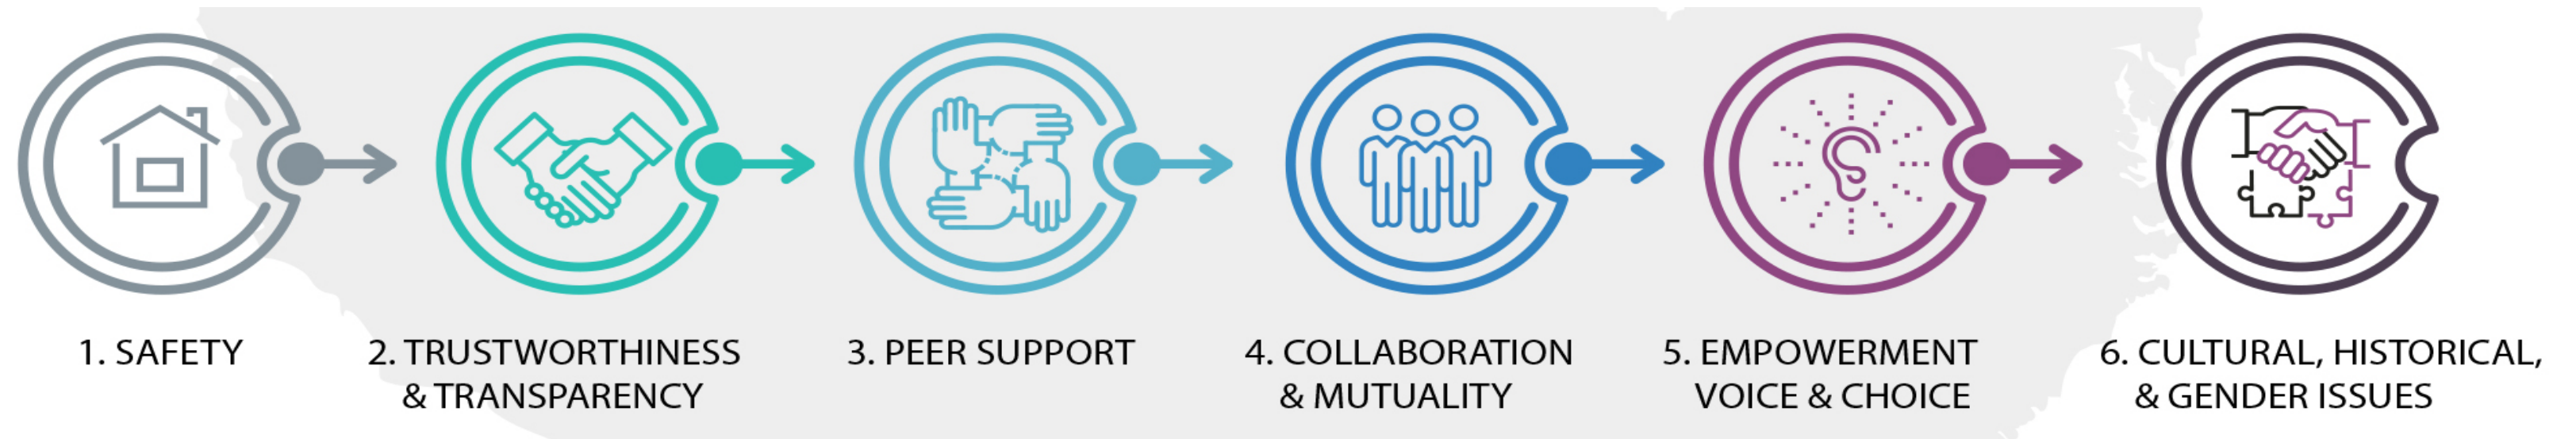 1. SAFETY
2. TRUSTWORTHINESS
& TRANSPARENCY
3. PEER SUPPORT
4. COLLABORATION
& MUTUALITY
5. EMPOWERMENT
VOICE & CHOICE
6. CULTURAL, HISTORICAL,
& GENDER ISSUES